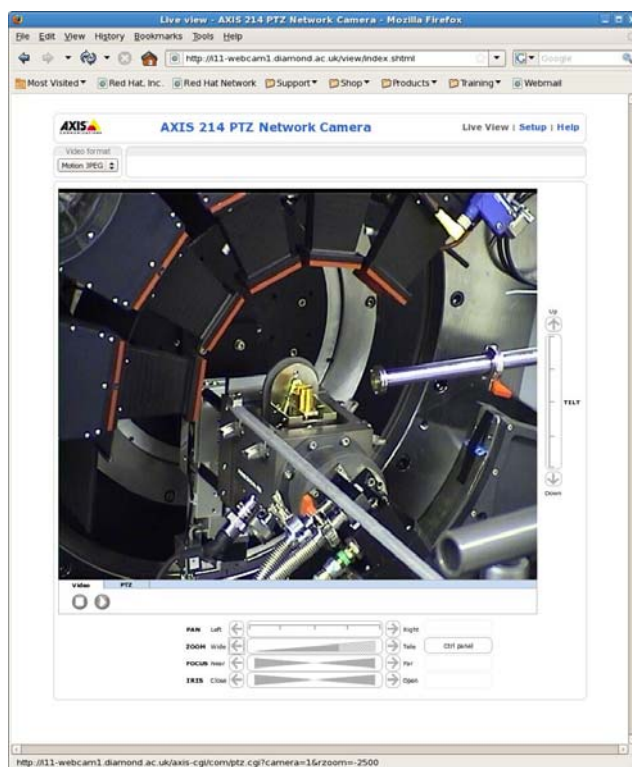 Live view - AXIS 214 PTZ Network Camera - Mozilla Firefox
File Edit View History Bookmarks Tools Help
http://i11-webcam1.diamond.ac.uk/view/index.shtml
Google
Most Visited Red Hat, Inc. Red Hat Network Support Shop Products Training Webmail
AXIS
COMMUNICATIONS
AXIS 214 PTZ Network Camera
Live View | Setup | Help
Video format
Motion JPEG
Up
TILT
Down
Video PTZ
PAN Left Right
ZOOM Wide Tele Ctrl panel
FOCUS Near Far
IRIS Close Open
http://i11-webcam1.diamond.ac.uk/axis-cgi/com/ptz.cgi?camera=1&rzoom=-2500